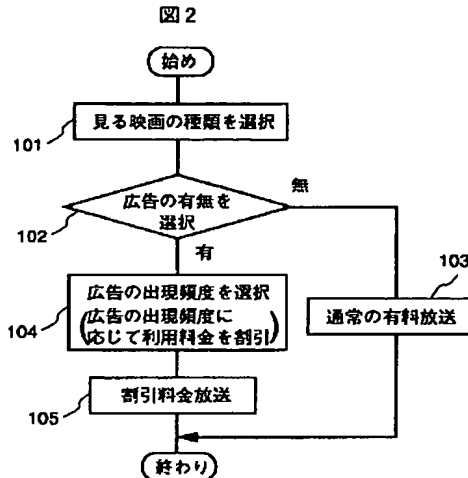 図2
始め
見る映画の種類を選択
101
広告の有無を
選択
無
102
有
103
広告の出現頻度を選択
(広告の出現頻度に
応じて利用料金を割引)
104
通常の有料放送
割引料金放送
105
終わり